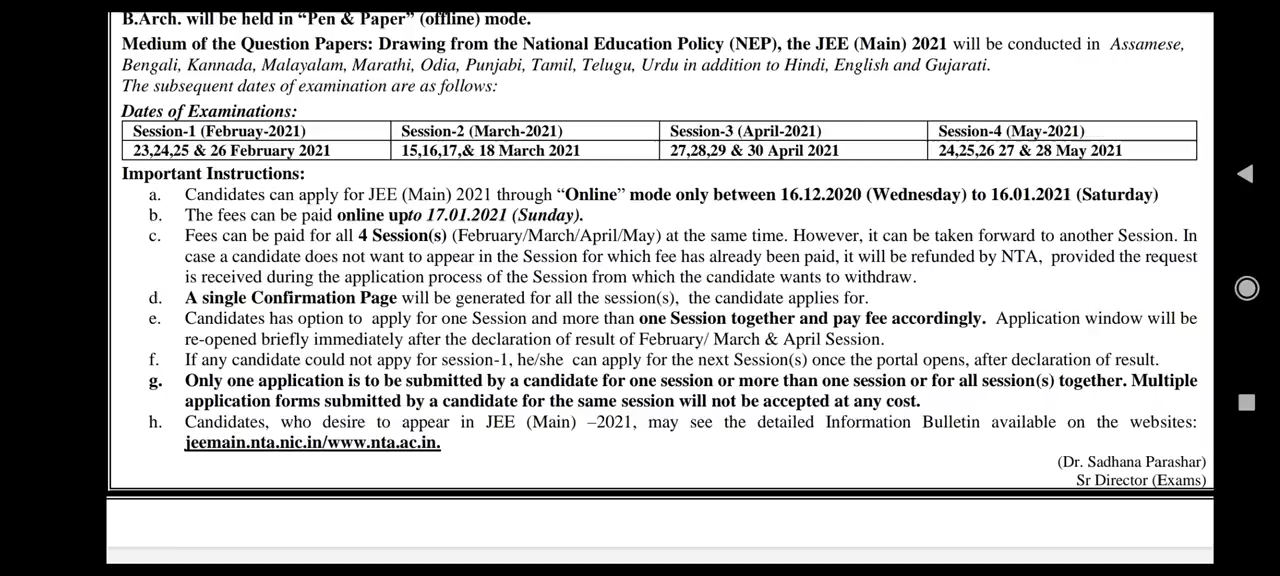 B.Arch. will be held in “Pen & Paper” (offline) mode.
Medium of the Question Papers: Drawing from the National Education Policy (NEP), the JEE (Main) 2021 will be conducted in Assamese,
Bengali, Kannada, Malayalam, Marathi, Odia, Punjabi, Tamil, Telugu, Urdu in addition to Hindi, English and Gujarati.
The subsequent dates of examination are as follows:
Dates of Examinations:
Session-1 (Februay-2021) Session-2 (March-2021) Session-3 (April-2021) Session-4 (May-2021)
23,24,25 & 26 February 2021 15,16,17,& 18 March 2021 27,28,29 & 30 April 2021 24,25,26 27 & 28 May 2021
Important Instructions:
a. Candidates can apply for JEE (Main) 2021 through “Online” mode only between 16.12.2020 (Wednesday) to 16.01.2021 (Saturday)
b. The fees can be paid online upto 17.01.2021 (Sunday).
c. Fees can be paid for all 4 Session(s) (February/March/April/May) at the same time. However, it can be taken forward to another Session. In
case a candidate does not want to appear in the Session for which fee has already been paid, it will be refunded by NTA, provided the request
is received during the application process of the Session from which the candidate wants to withdraw.
d. A single Confirmation Page will be generated for all the session(s), the candidate applies for.
e. Candidates has option to apply for one Session and more than one Session together and pay fee accordingly. Application window will be
re-opened briefly immediately after the declaration of result of February/ March & April Session.
f. If any candidate could not appy for session-1, he/she can apply for the next Session(s) once the portal opens, after declaration of result.
g. Only one application is to be submitted by a candidate for one session or more than one session or for all session(s) together. Multiple
application forms submitted by a candidate for the same session will not be accepted at any cost.
h. Candidates, who desire to appear in JEE (Main) –2021, may see the detailed Information Bulletin available on the websites:
jeemain.nta.nic.in/www.nta.ac.in.
(Dr. Sadhana Parashar)
Sr Director (Exams)